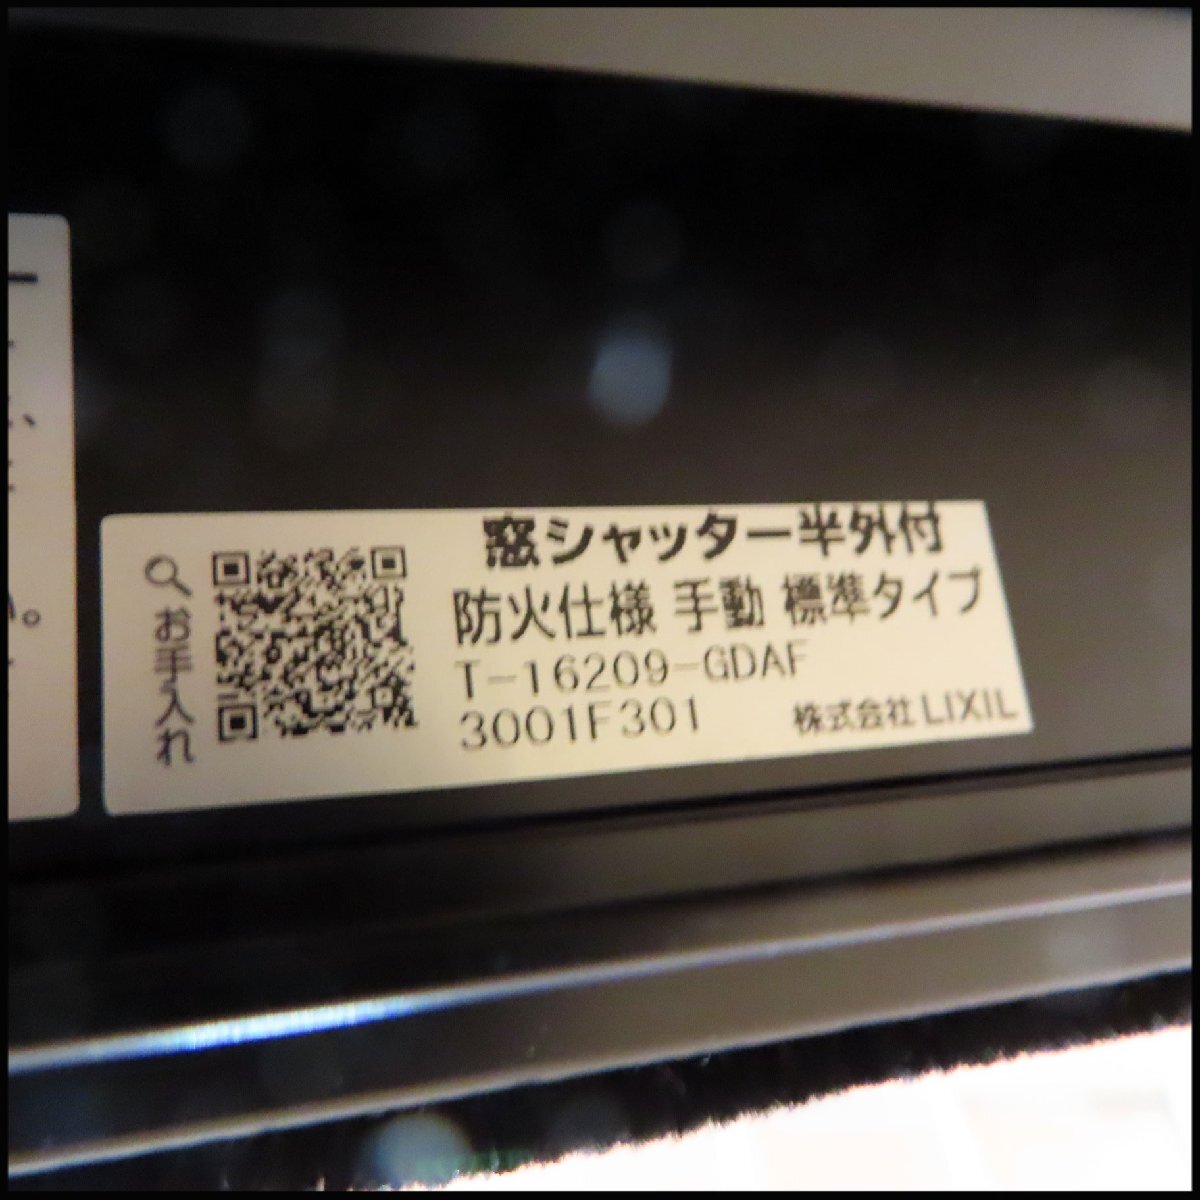 窓シャッター半外付
防火仕様 手動 標準タイプ
T-16209-GDAF
3001F301
株式会社 LIXIL
お手入れ